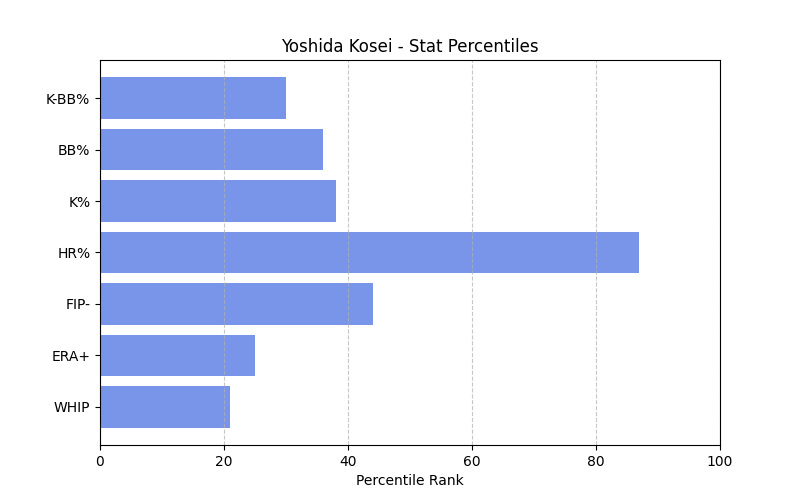 Yoshida Kosei - Stat Percentiles
K-BB%
BB%
K%
HR%
FIP-
ERA+
WHIP
0 20 40 60 80 100
Percentile Rank